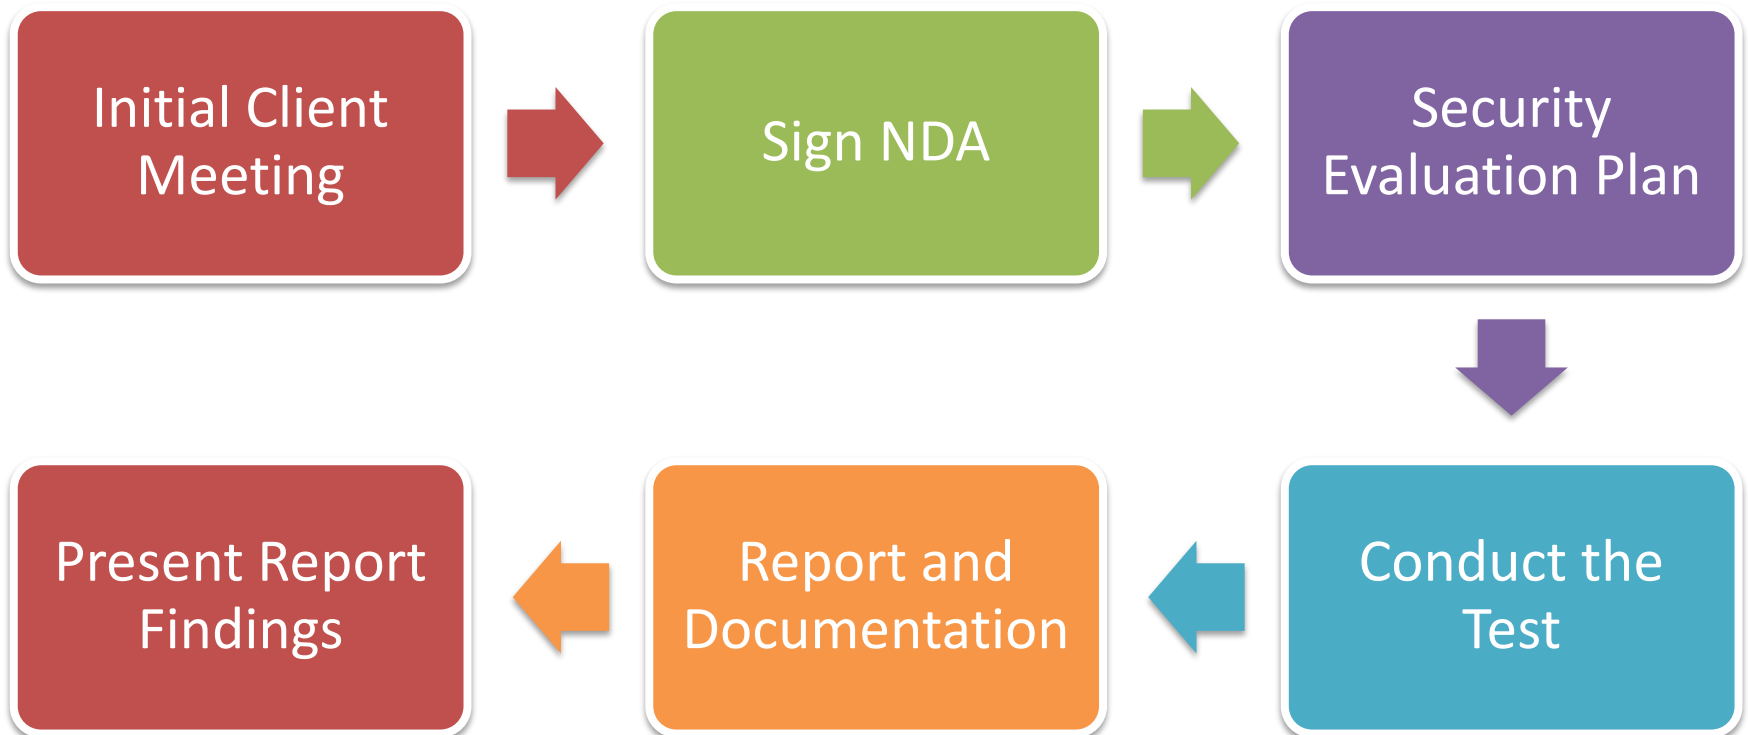 Initial Client
Meeting
Sign NDA
Security
Evaluation Plan
Conduct the
Test
Report and
Documentation
Present Report
Findings